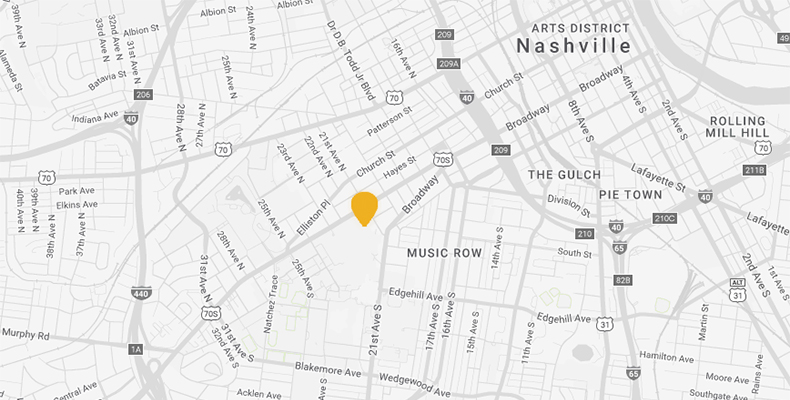 Albion St
Albion St
Albion St
24th Ave N
35th Ave N
33rd Ave N
32nd Ave N
31st Ave N
Alameda St
Batavia St
25th Ave N
Dr D.B. Todd Jr Blvd
16th Ave N
209
209A
ARTS DISTRICT
Nashville
Church St
Broadway
4th Ave S
2nd Ave S
8th Ave S
206
70
40
Indiana Ave
40
28th Ave N
27th Ave N
Patterson St
Broadway
ROLLING
MILL HILL
70
70
21st Ave N
22nd Ave N
23rd Ave N
Church St
Hayes St
70S
209
THE GULCH
Lafayette St
211B
70
Park Ave
Elkins Ave
40th Ave N
39th Ave N
38th Ave N
37th Ave N
25th Ave N
Elliston Pl
Broadway
Division St
PIE TOWN
40
210C
Lafayette
40
65
210
28th Ave N
25th Ave S
MUSIC ROW
14th Ave S
South St
82B
2nd Ave S
1st Ave S
ALT
31
31st Ave N
440
Natchez Trace
Edgehill Ave
Edgehill Ave
31
Martin St
70S
31st Ave S
32nd Ave S
21st Ave S
17th Ave S
16th Ave S
15th Ave S
Murphy Rd
1A
Hamilton Ave
Rains Ave
Blakemore Ave
Wedgewood Ave
65
Moore Ave
Southgate Ave
Central Ave
Acklen Ave